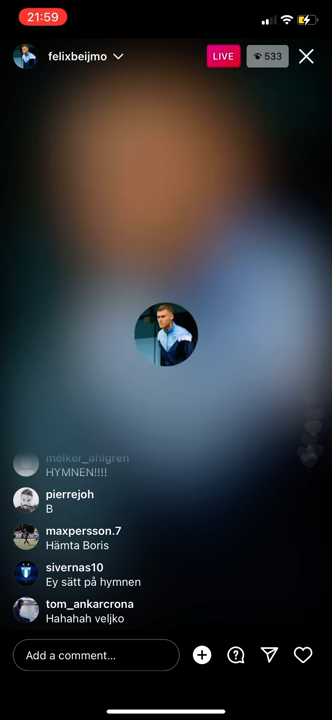 21:59
felixbeijmo
LIVE
533
melker_ahlgren
HYMNEN!!!!
pierrejoh
B
maxpersson.7
Hämta Boris
sivernas10
Ey sätt på hymnen
tom_ankarcrona
Hahahah veljko
Add a comment...